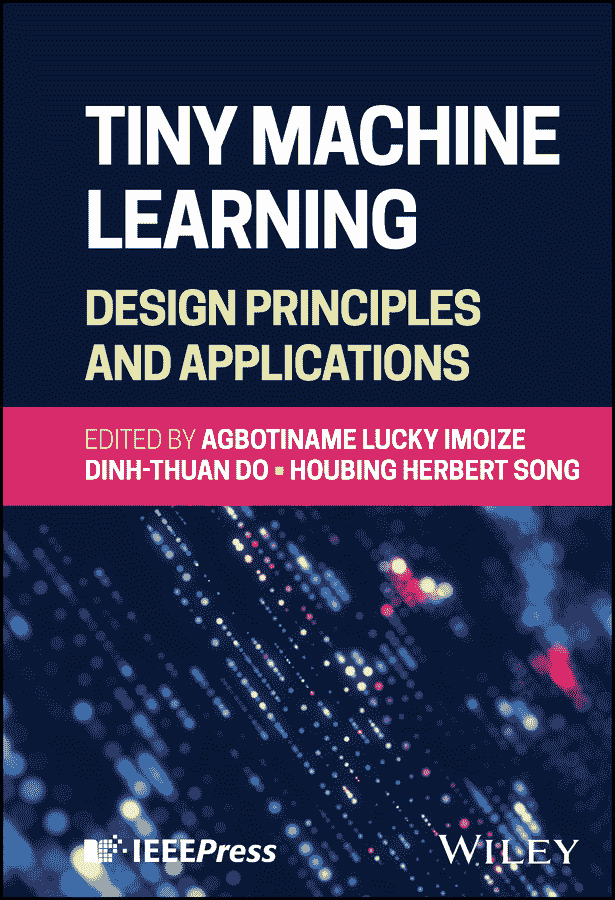 TINY MACHINE
LEARNING
DESIGN PRINCIPLES
AND APPLICATIONS
EDITED BY AGBOTINAME LUCKY IMOIZE
DINH-THUAN DO ▪ HOUBING HERBERT SONG
IEEEPress
WILEY